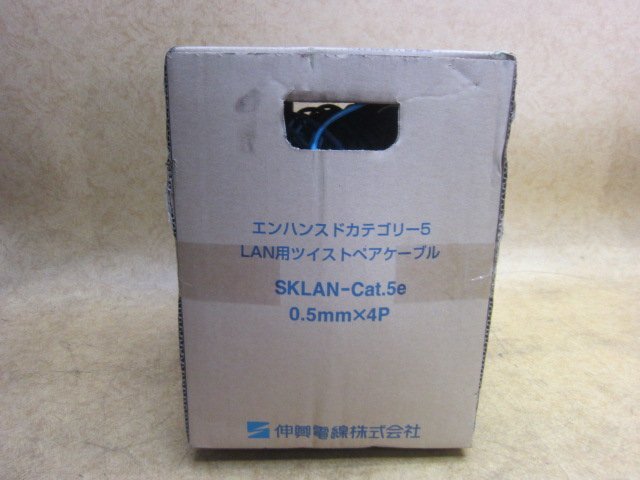 エンハンスドカテゴリー5
LAN用ツイストペアケーブル
SKLAN-Cat.5e
0.5mm×4P
伸興電線株式会社